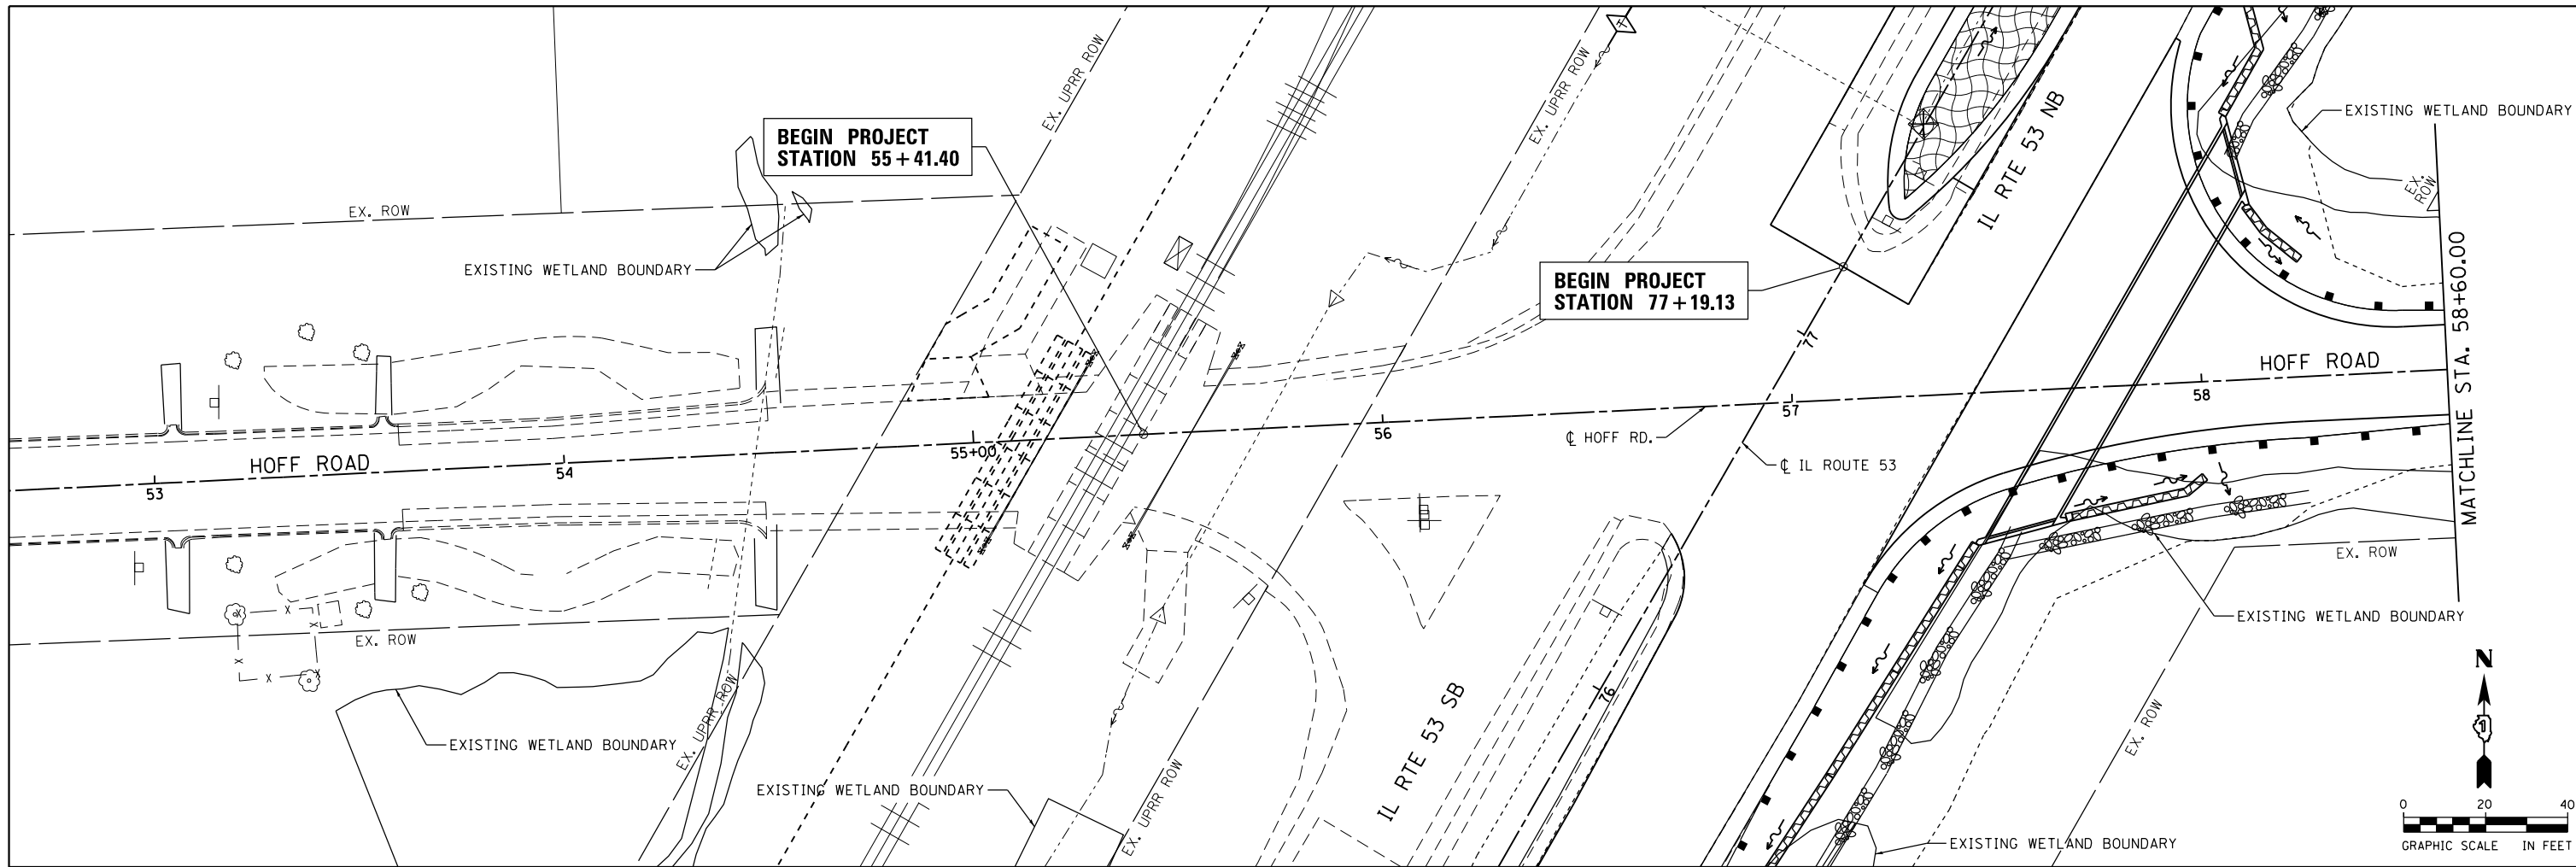 EX. UPRR ROW
EX. UPRR ROW
IL RTE 53 NB
EXISTING WETLAND BOUNDARY
BEGIN PROJECT
STATION 55+41.40
EX. ROW
EX.
ROW
EXISTING WETLAND BOUNDARY
BEGIN PROJECT
STATION 77+19.13
MATCHLINE STA. 58+60.00
77
HOFF ROAD
58
57
56
℄ HOFF RD.
55+00
HOFF ROAD
54
53
℄ IL ROUTE 53
EX. ROW
EXISTING WETLAND BOUNDARY
EX. ROW
X
X
X
X
X
N
76
EX. UPRR ROW
IL RTE 53 SB
EX. ROW
EXISTING WETLAND BOUNDARY
EXISTING WETLAND BOUNDARY
EX. UPRR ROW
EXISTING WETLAND BOUNDARY
0 20 40
GRAPHIC SCALE IN FEET